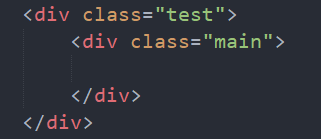 <div class="test">
    <div class="main">

    </div>
</div>